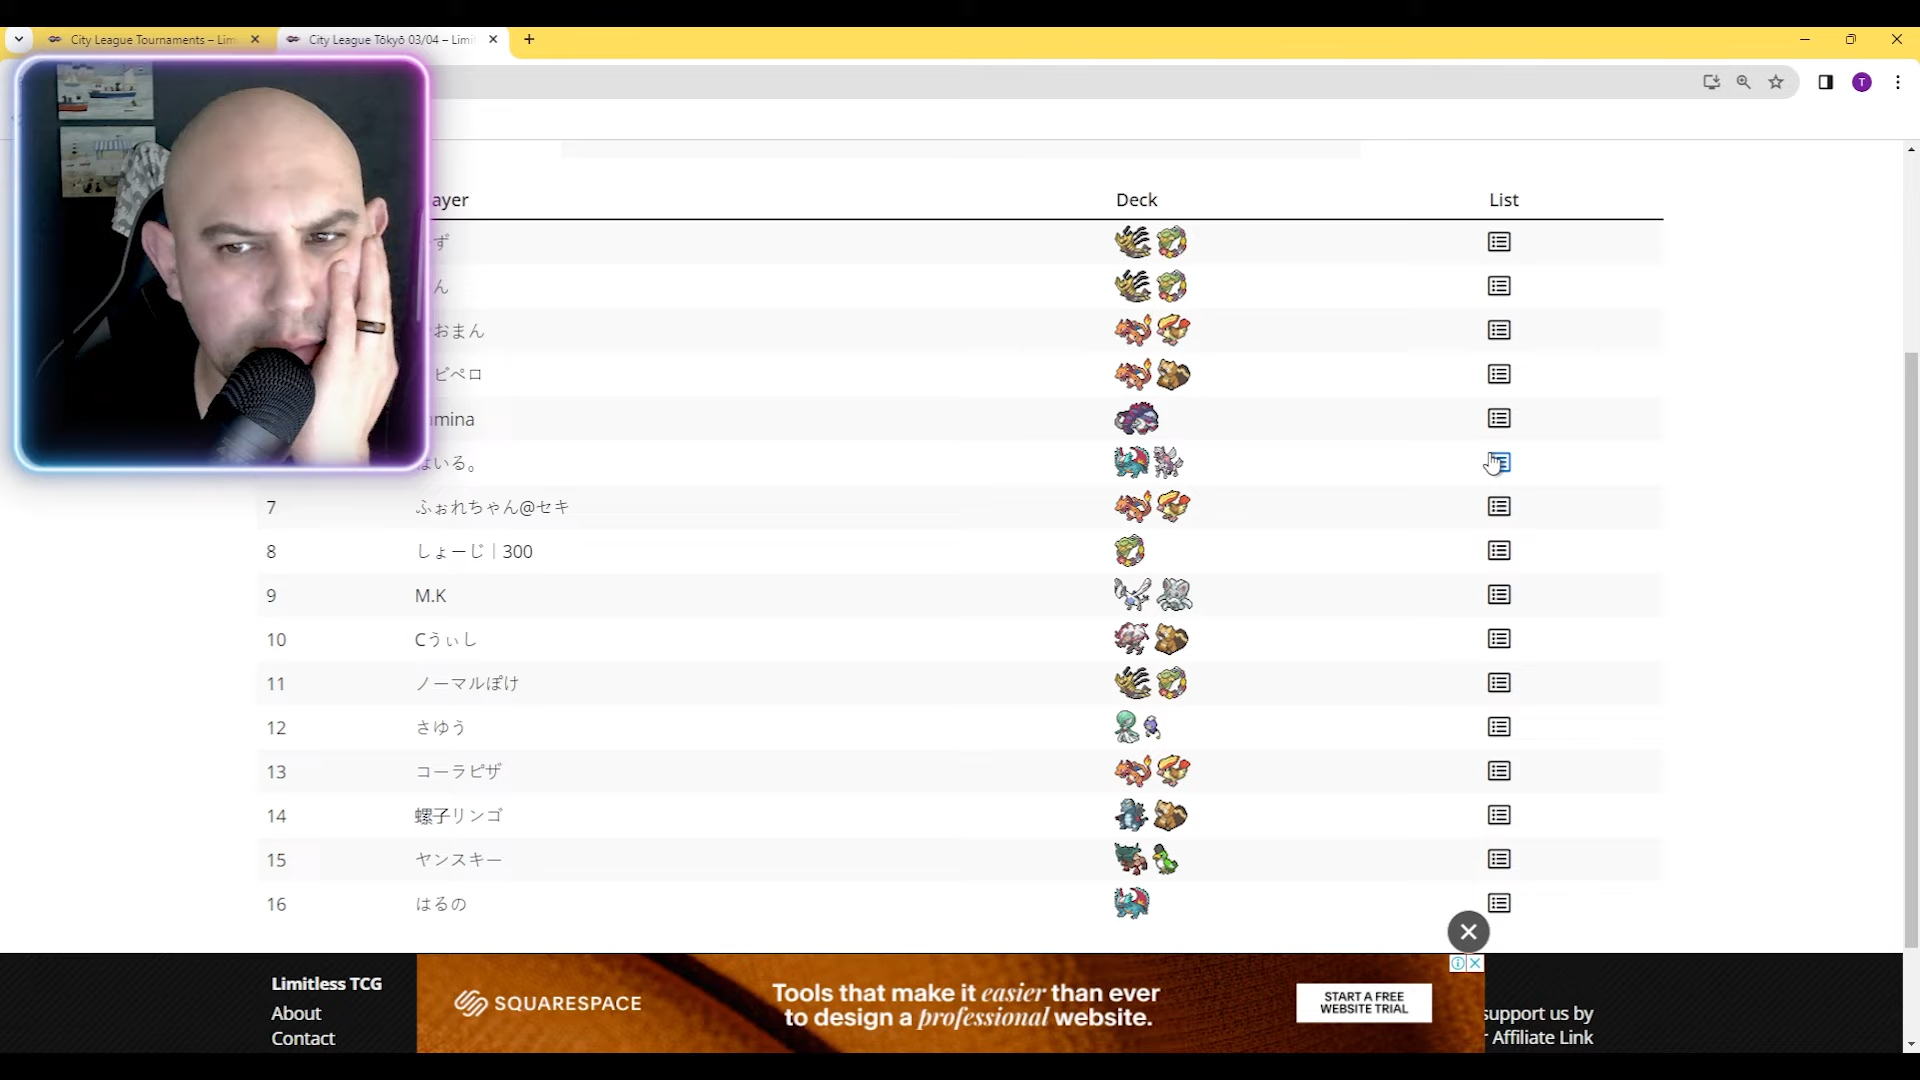 City League Tournaments – Lim
City League Tōkyō 03/04 – Limi
T
ayer
Deck
List
ず
ん
おまん
ピペロ
mina
はいる。
7 ふぉれちゃん@セキ
8 しょーじ｜300
9 M.K
10 Cうぃし
11 ノーマルぽけ
12 さゆう
13 コーラピザ
14 螺子リンゴ
15 ヤンスキー
16 はるの
Limitless TCG
About
Contact
SQUARESPACE
Tools that make it easier than ever
to design a professional website.
START A FREE
WEBSITE TRIAL
support us by
Affiliate Link